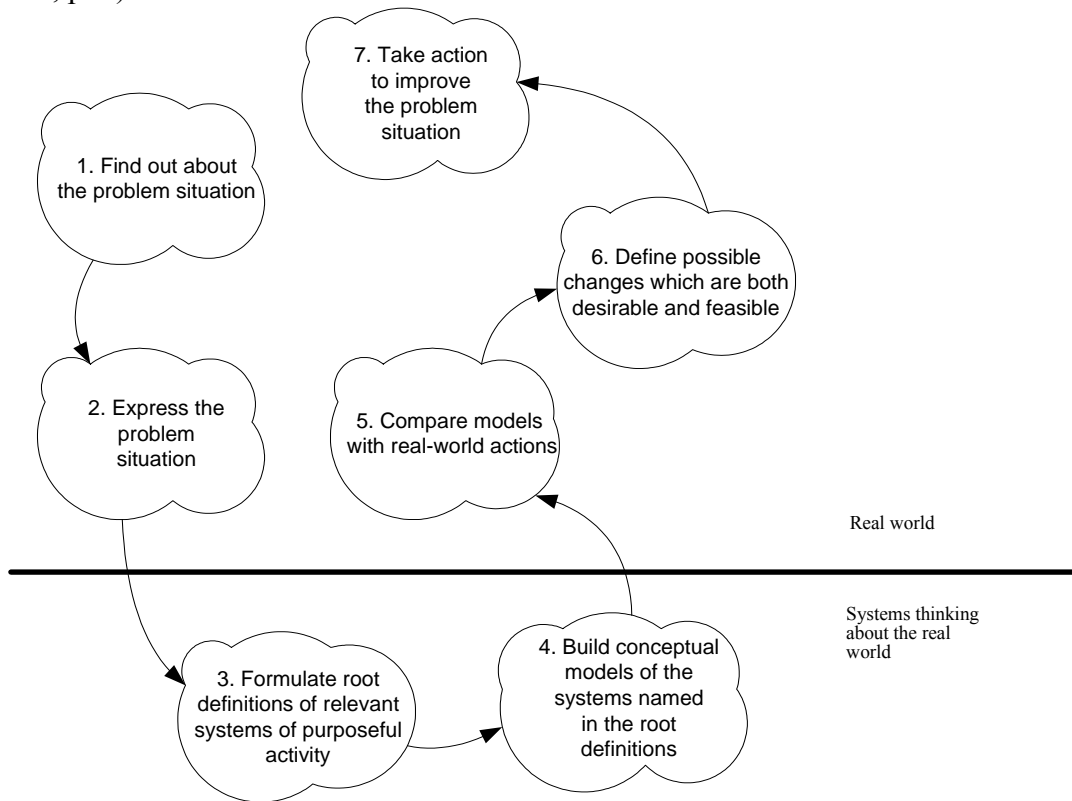 7. Take action
to improve
the problem
situation
1. Find out about
the problem situation
6. Define possible
changes which are both
desirable and feasible
2. Express the
problem
situation
5. Compare models
with real-world actions
Real world
Systems thinking
about the real
world
3. Formulate root
definitions of relevant
systems of purposeful
activity
4. Build conceptual
models of the
systems named
in the root
definitions